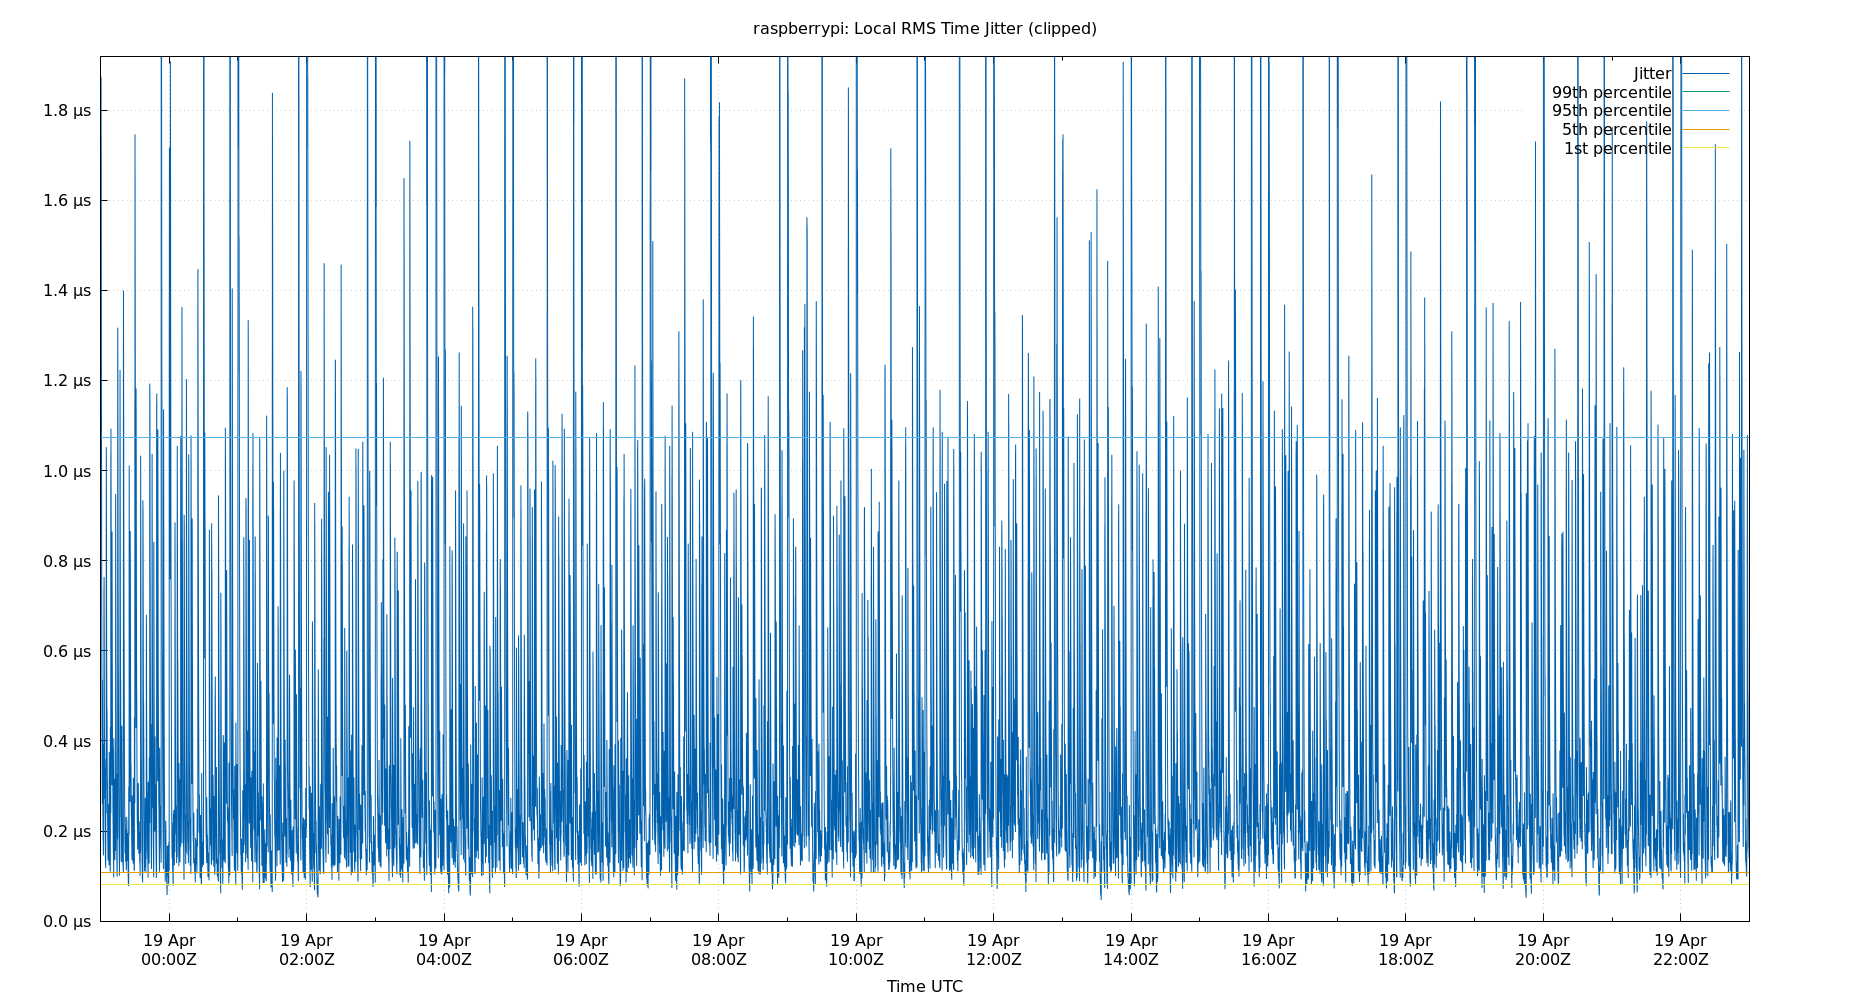 raspberrypi: Local RMS Time Jitter (clipped)
Jitter
99th percentile
95th percentile
5th percentile
1st percentile
1.8 µs
1.6 µs
1.4 µs
1.2 µs
1.0 µs
0.8 µs
0.6 µs
0.4 µs
0.2 µs
0.0 µs
19 Apr 19 Apr 19 Apr 19 Apr 19 Apr 19 Apr 19 Apr 19 Apr 19 Apr 19 Apr 19 Apr 19 Apr
00:00Z 02:00Z 04:00Z 06:00Z 08:00Z 10:00Z 12:00Z 14:00Z 16:00Z 18:00Z 20:00Z 22:00Z
Time UTC